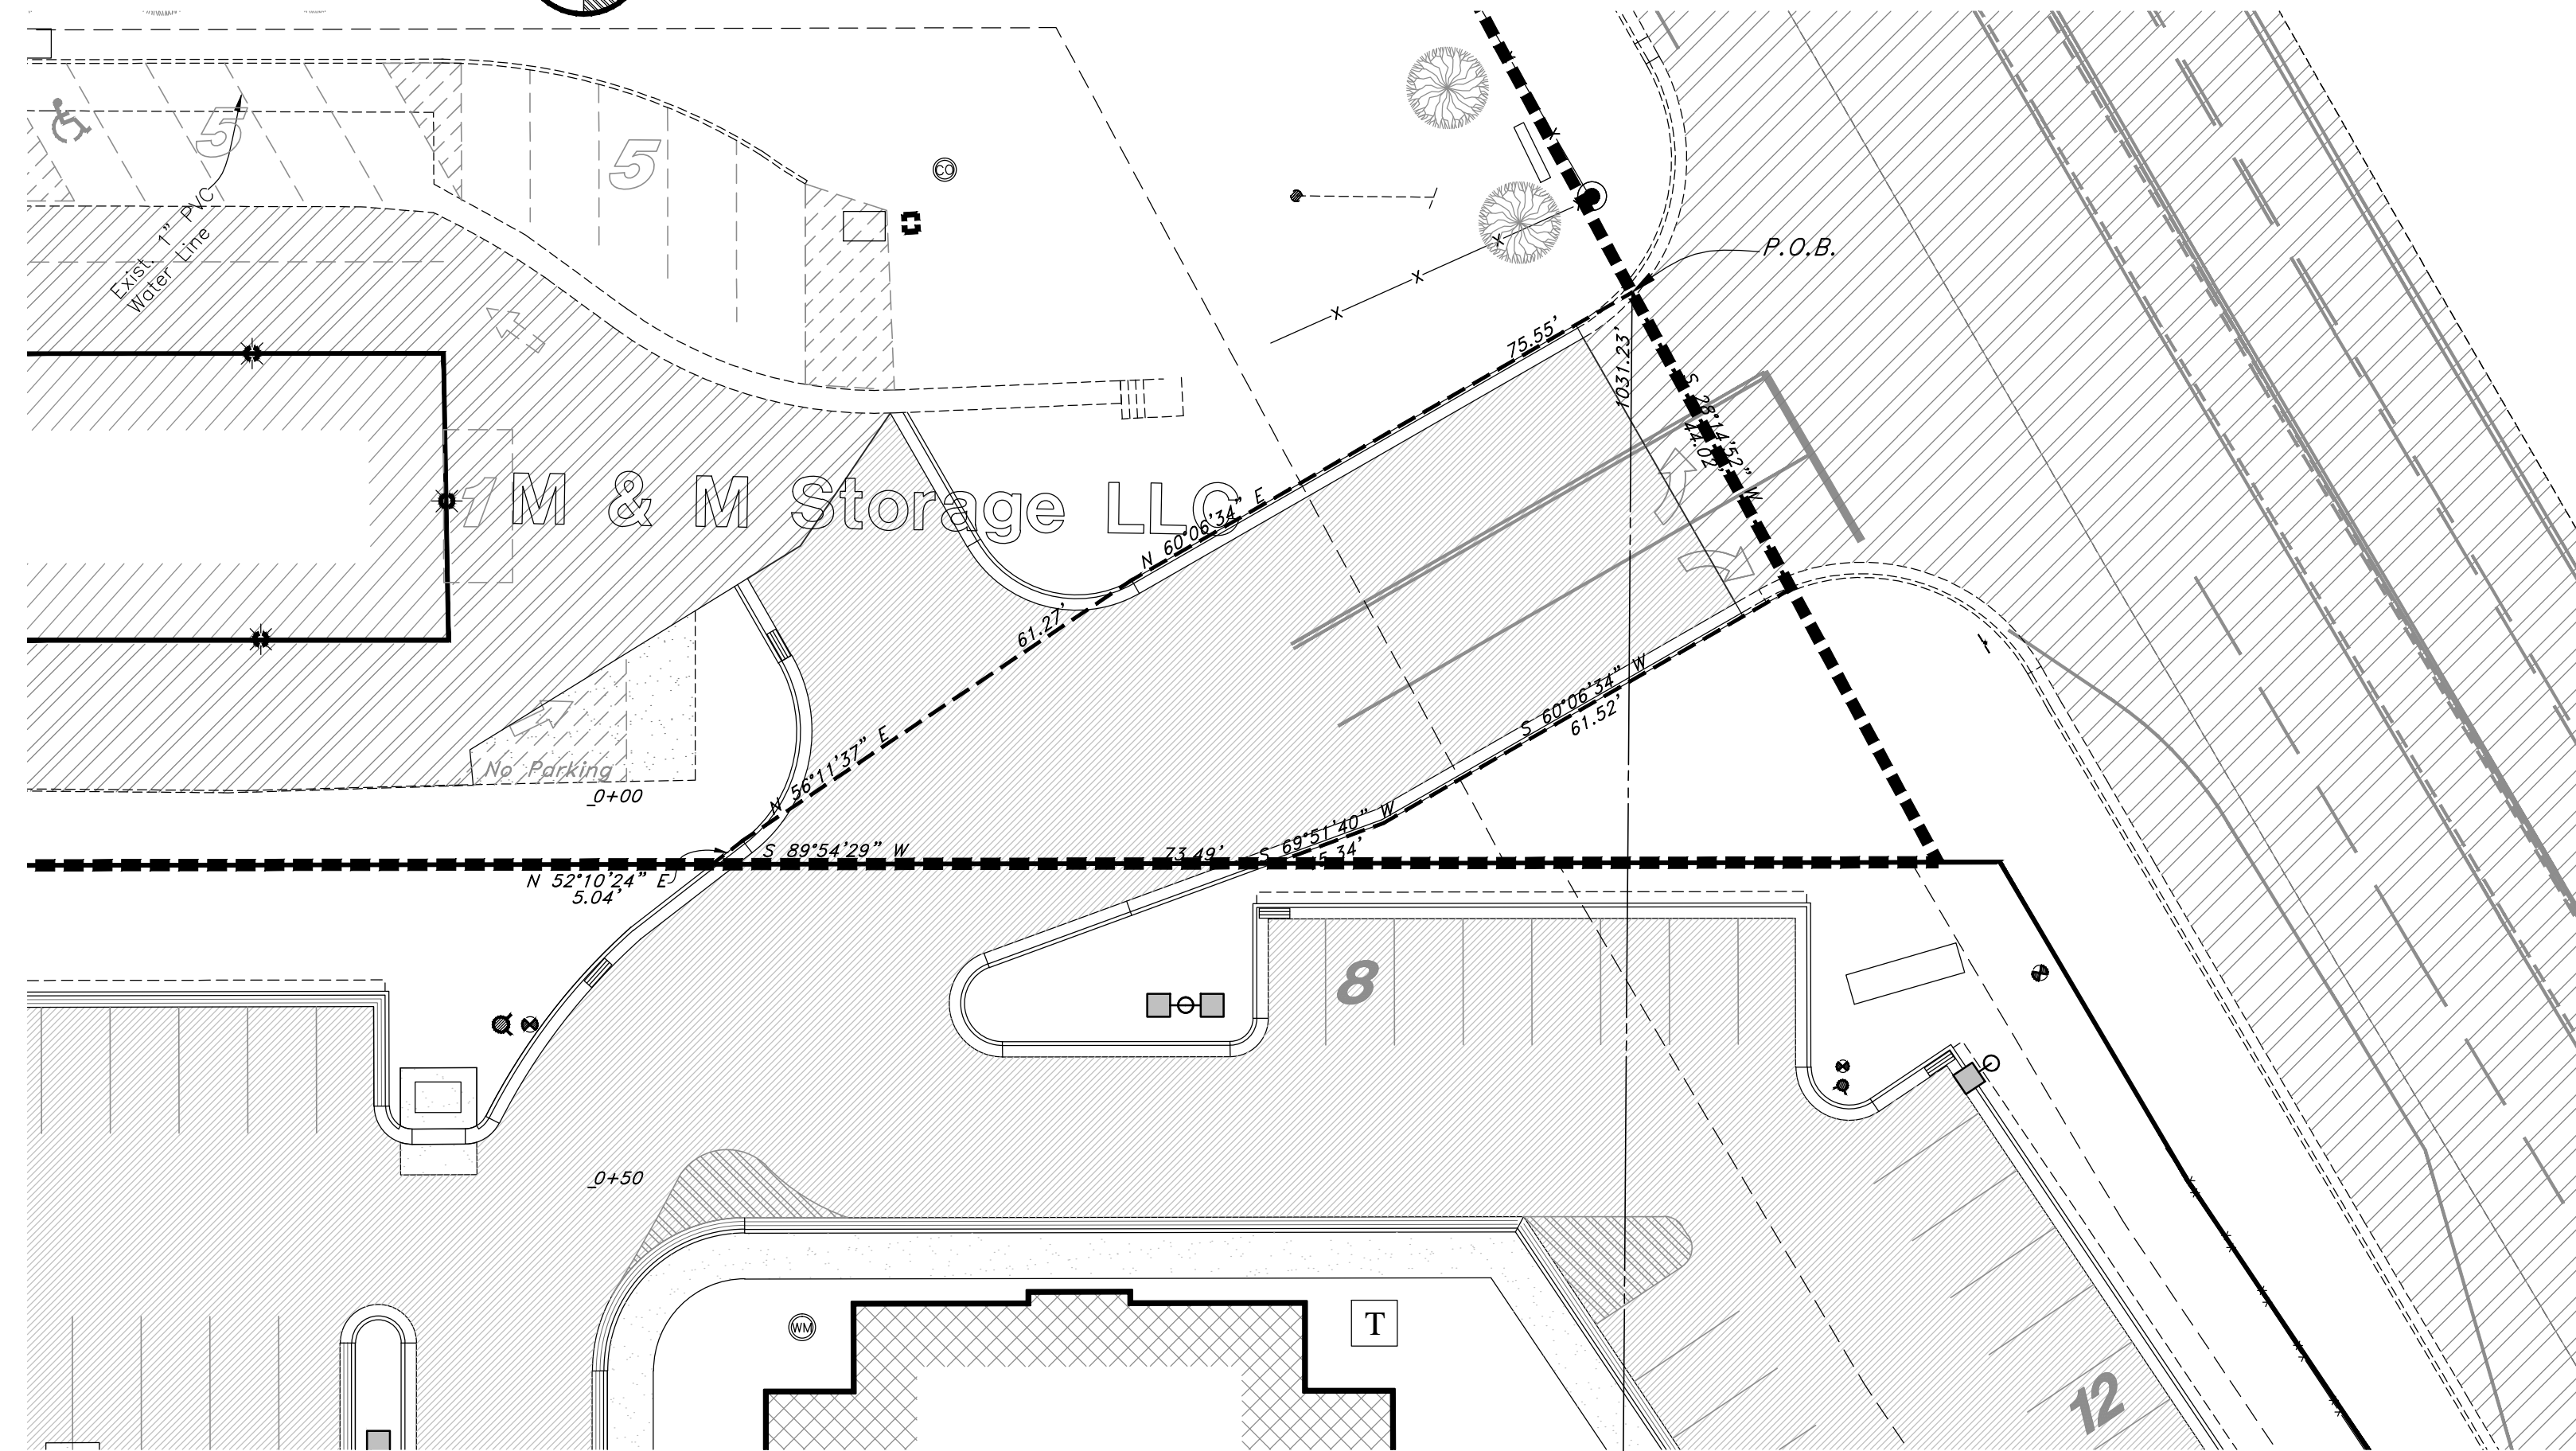 5
5
CO
Exist. 1" PVC
Water Line
P.O.B.
x
x
x
x
x
75.55'
1031.23'
S 28°14'52" W
44.02'
1
M & M Storage LLC
N 60°06'34" E
61.27'
N 56°11'37" E
S 60°06'34" W
61.52'
No Parking
0+00
S 89°54'29" W
73.49'
S 69°51'40" W
N 52°10'24" E
5.04'
8
0+50
WM
T
12